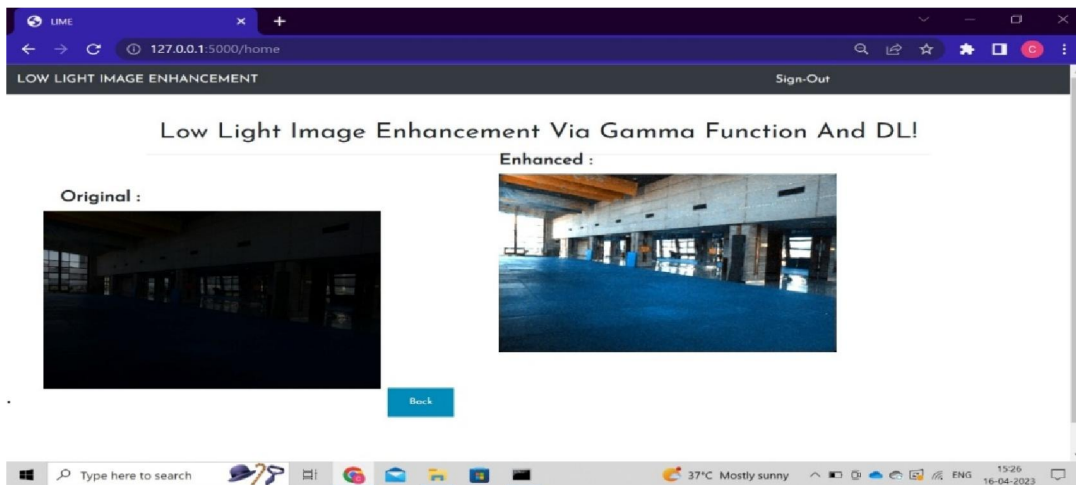 LIME
127.0.0.1:5000/home
C
LOW LIGHT IMAGE ENHANCEMENT
Sign-Out
Low Light Image Enhancement Via Gamma Function And DL!
Enhanced :
Original :
Back
Type here to search
37°C Mostly sunny
ENG
15:26
16-04-2023